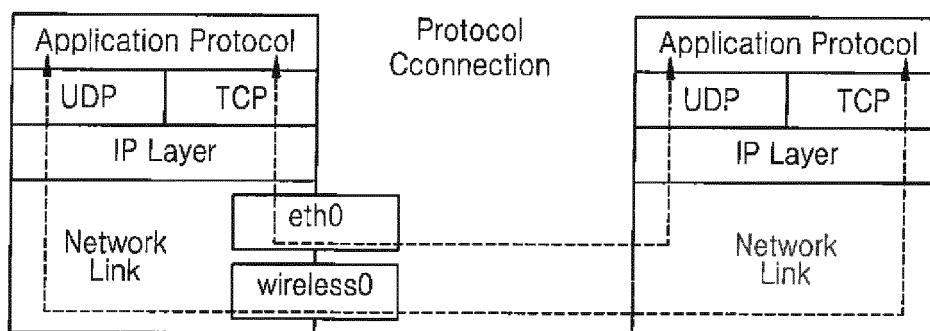 Application Protocol
UDP TCP
IP Layer
Network
Link
eth0
wireless0
Protocol
Cconnection
Application Protocol
UDP TCP
IP Layer
Network
Link